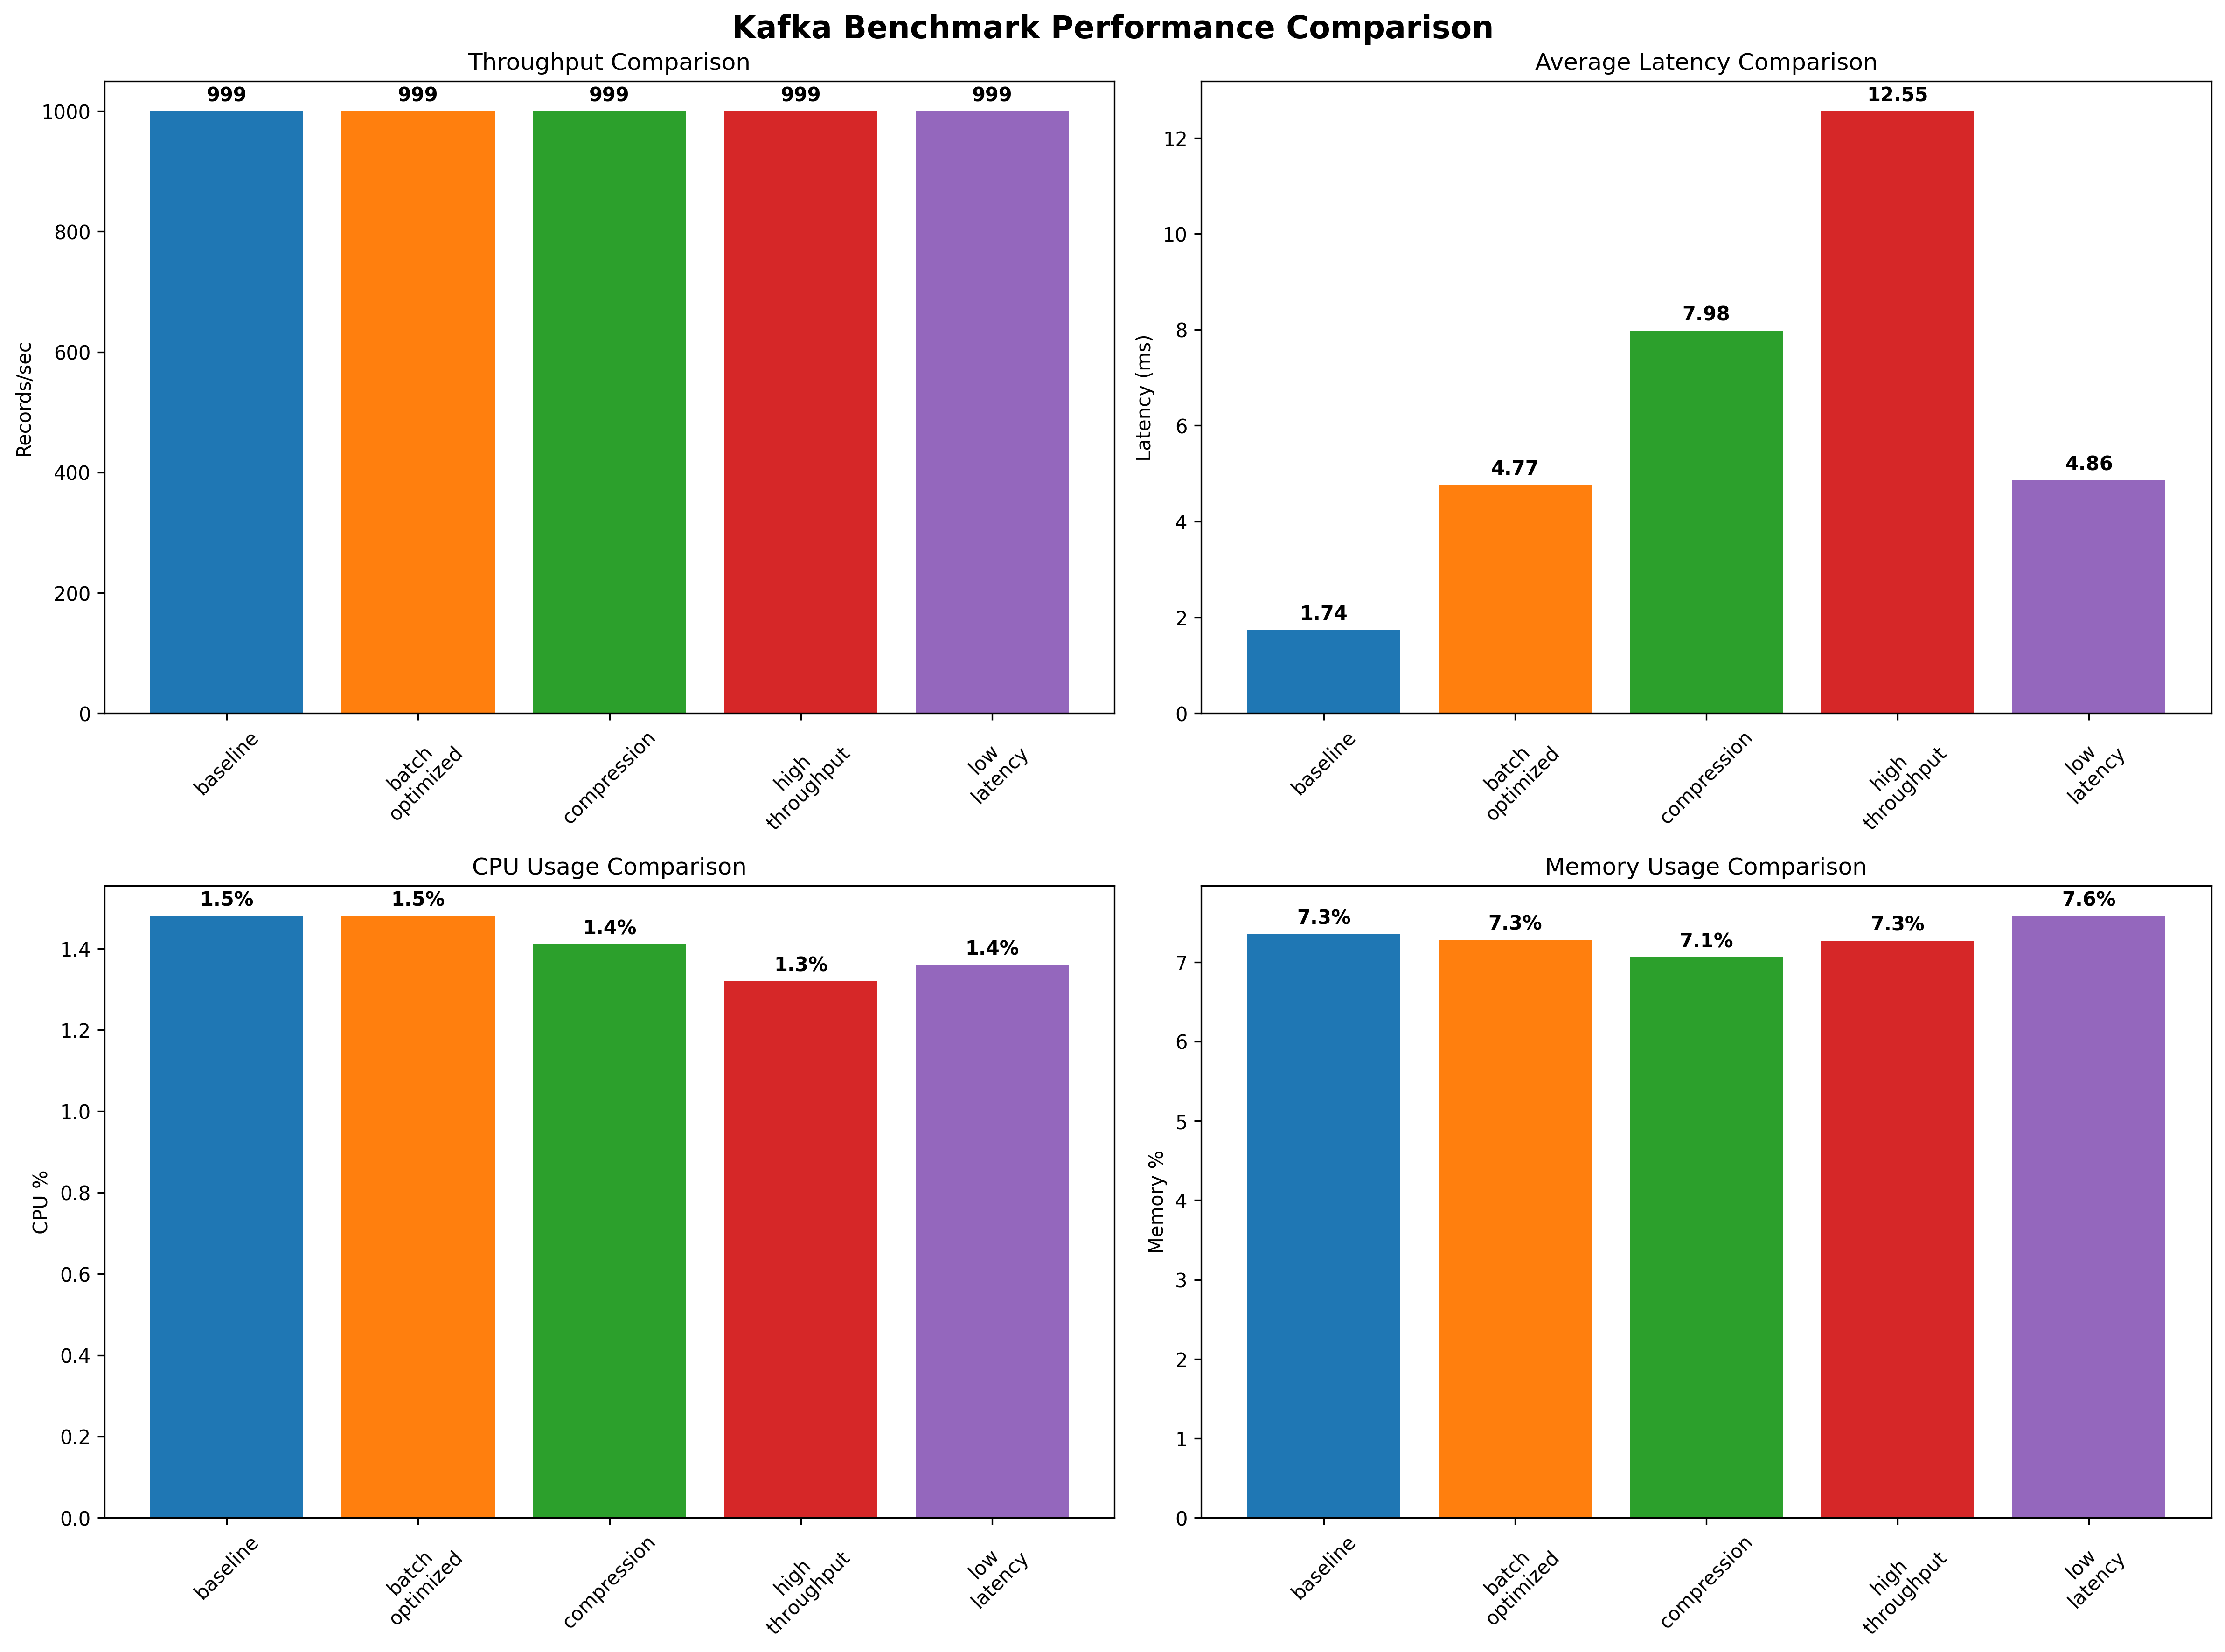 Kafka Benchmark Performance Comparison
Throughput Comparison
Records/sec
1000
800
600
400
200
0
999
999
999
999
999
baseline
batch
optimized
compression
high
throughput
low
latency
Average Latency Comparison
Latency (ms)
12
10
8
6
4
2
0
1.74
4.77
7.98
12.55
4.86
baseline
batch
optimized
compression
high
throughput
low
latency
CPU Usage Comparison
CPU %
1.4
1.2
1.0
0.8
0.6
0.4
0.2
0.0
1.5%
1.5%
1.4%
1.3%
1.4%
baseline
batch
optimized
compression
high
throughput
low
latency
Memory Usage Comparison
Memory %
7
6
5
4
3
2
1
0
7.3%
7.3%
7.1%
7.3%
7.6%
baseline
batch
optimized
compression
high
throughput
low
latency